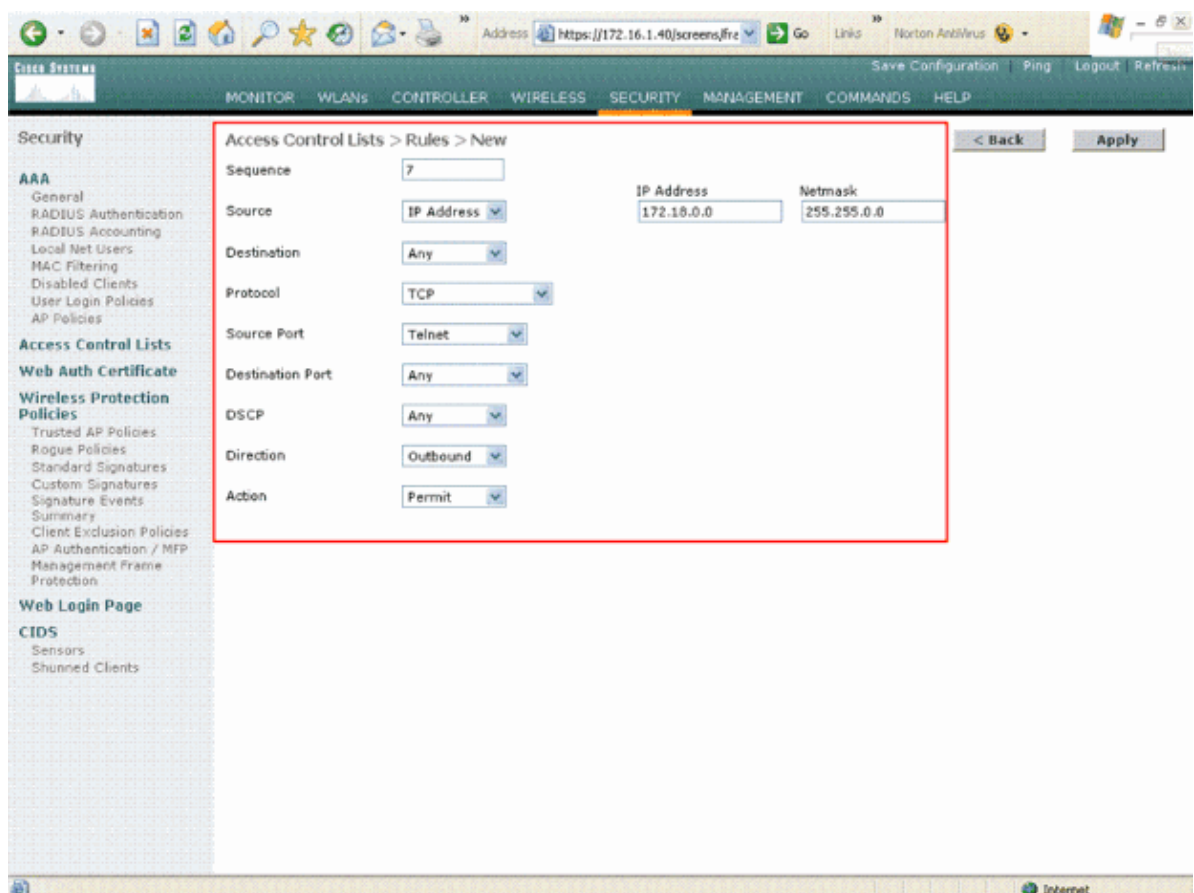 Address https://172.16.1.40/screens/fra Go Links Norton AntiVirus
CISCO SYSTEMS
Save Configuration | Ping Logout | Refresh
MONITOR WLANs CONTROLLER WIRELESS SECURITY MANAGEMENT COMMANDS HELP
Security
AAA
General
RADIUS Authentication
RADIUS Accounting
Local Net Users
MAC Filtering
Disabled Clients
User Login Policies
AP Policies
Access Control Lists
Web Auth Certificate
Wireless Protection
Policies
Trusted AP Policies
Rogue Policies
Standard Signatures
Custom Signatures
Signature Events
Summary
Client Exclusion Policies
AP Authentication / MFP
Management Frame
Protection
Web Login Page
CIDS
Sensors
Shunned Clients
Access Control Lists > Rules > New
< Back Apply
Sequence 7
IP Address Netmask
Source IP Address 172.18.0.0 255.255.0.0
Destination Any
Protocol TCP
Source Port Telnet
Destination Port Any
DSCP Any
Direction Outbound
Action Permit
Internet